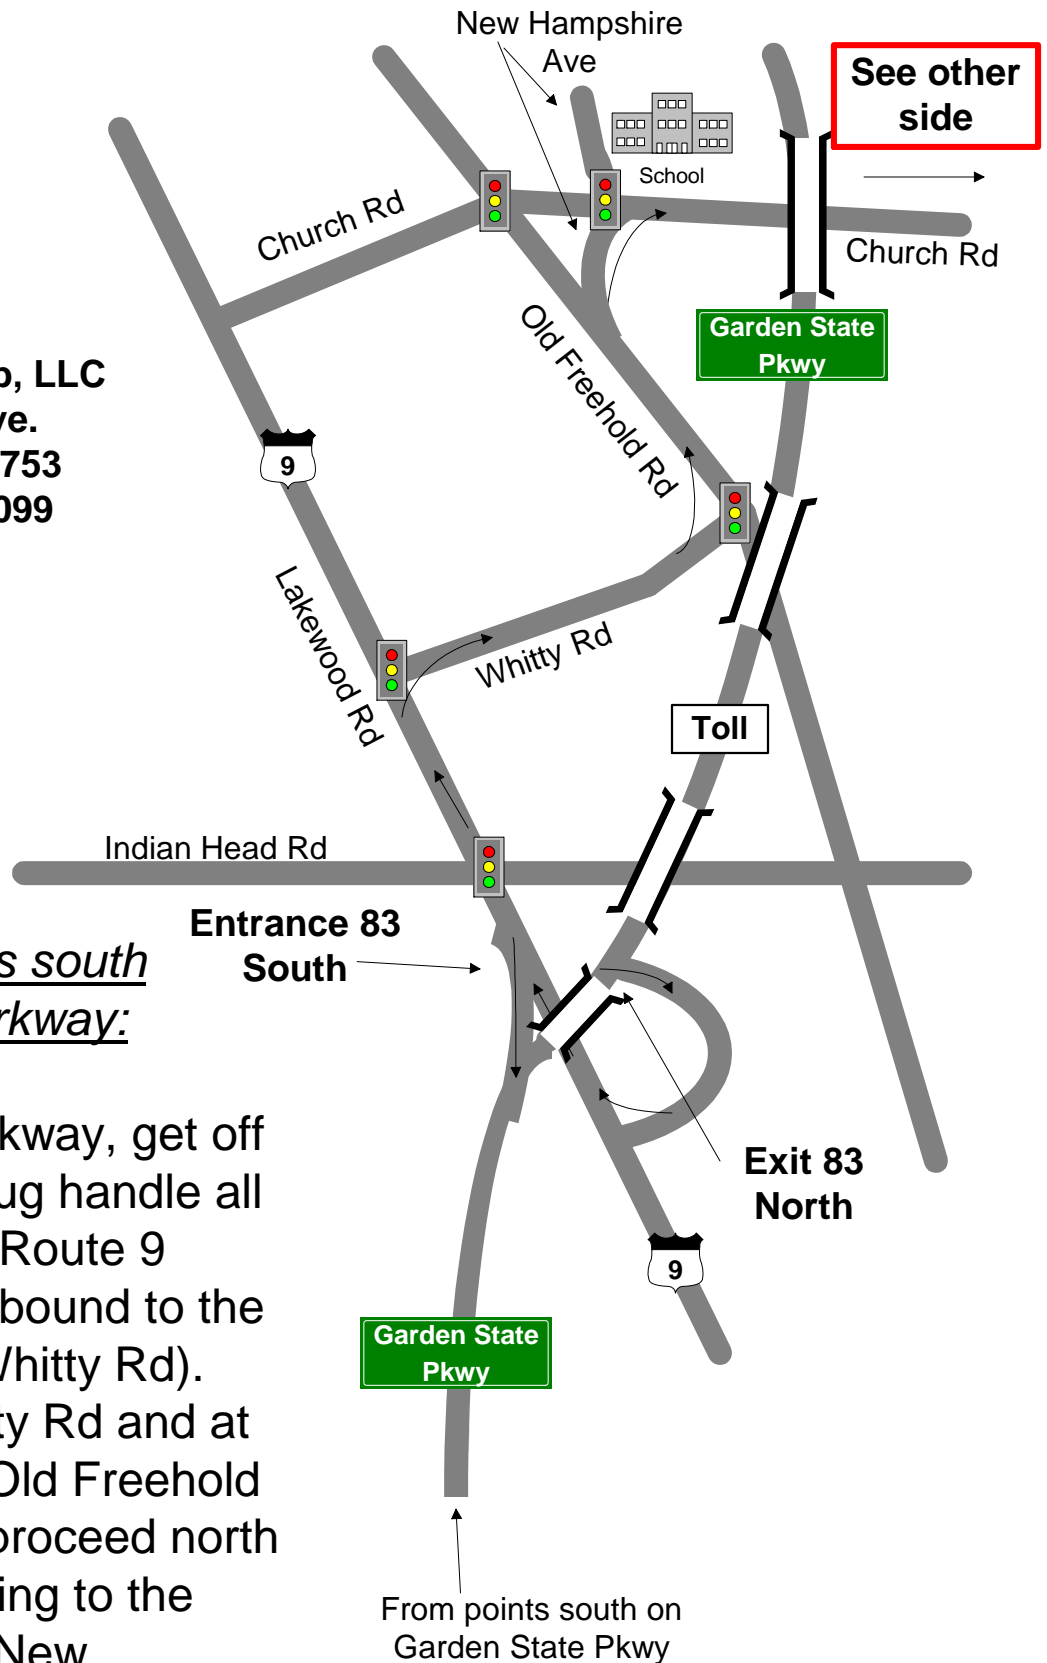 New Hampshire
Ave
See other
side
School
Church Rd
Church Rd
Garden State
Pkwy
Old Freehold Rd
LLC
753
099
9
Lakewood Rd
Whitty Rd
Toll
Indian Head Rd
Entrance 83
South
s south
rkway:
kway, get off
ug handle all
Route 9
bound to the
Whitty Rd).
ty Rd and at
Old Freehold
proceed north
ing to the
New
Exit 83
North
9
Garden State
Pkwy
From points south on
Garden State Pkwy